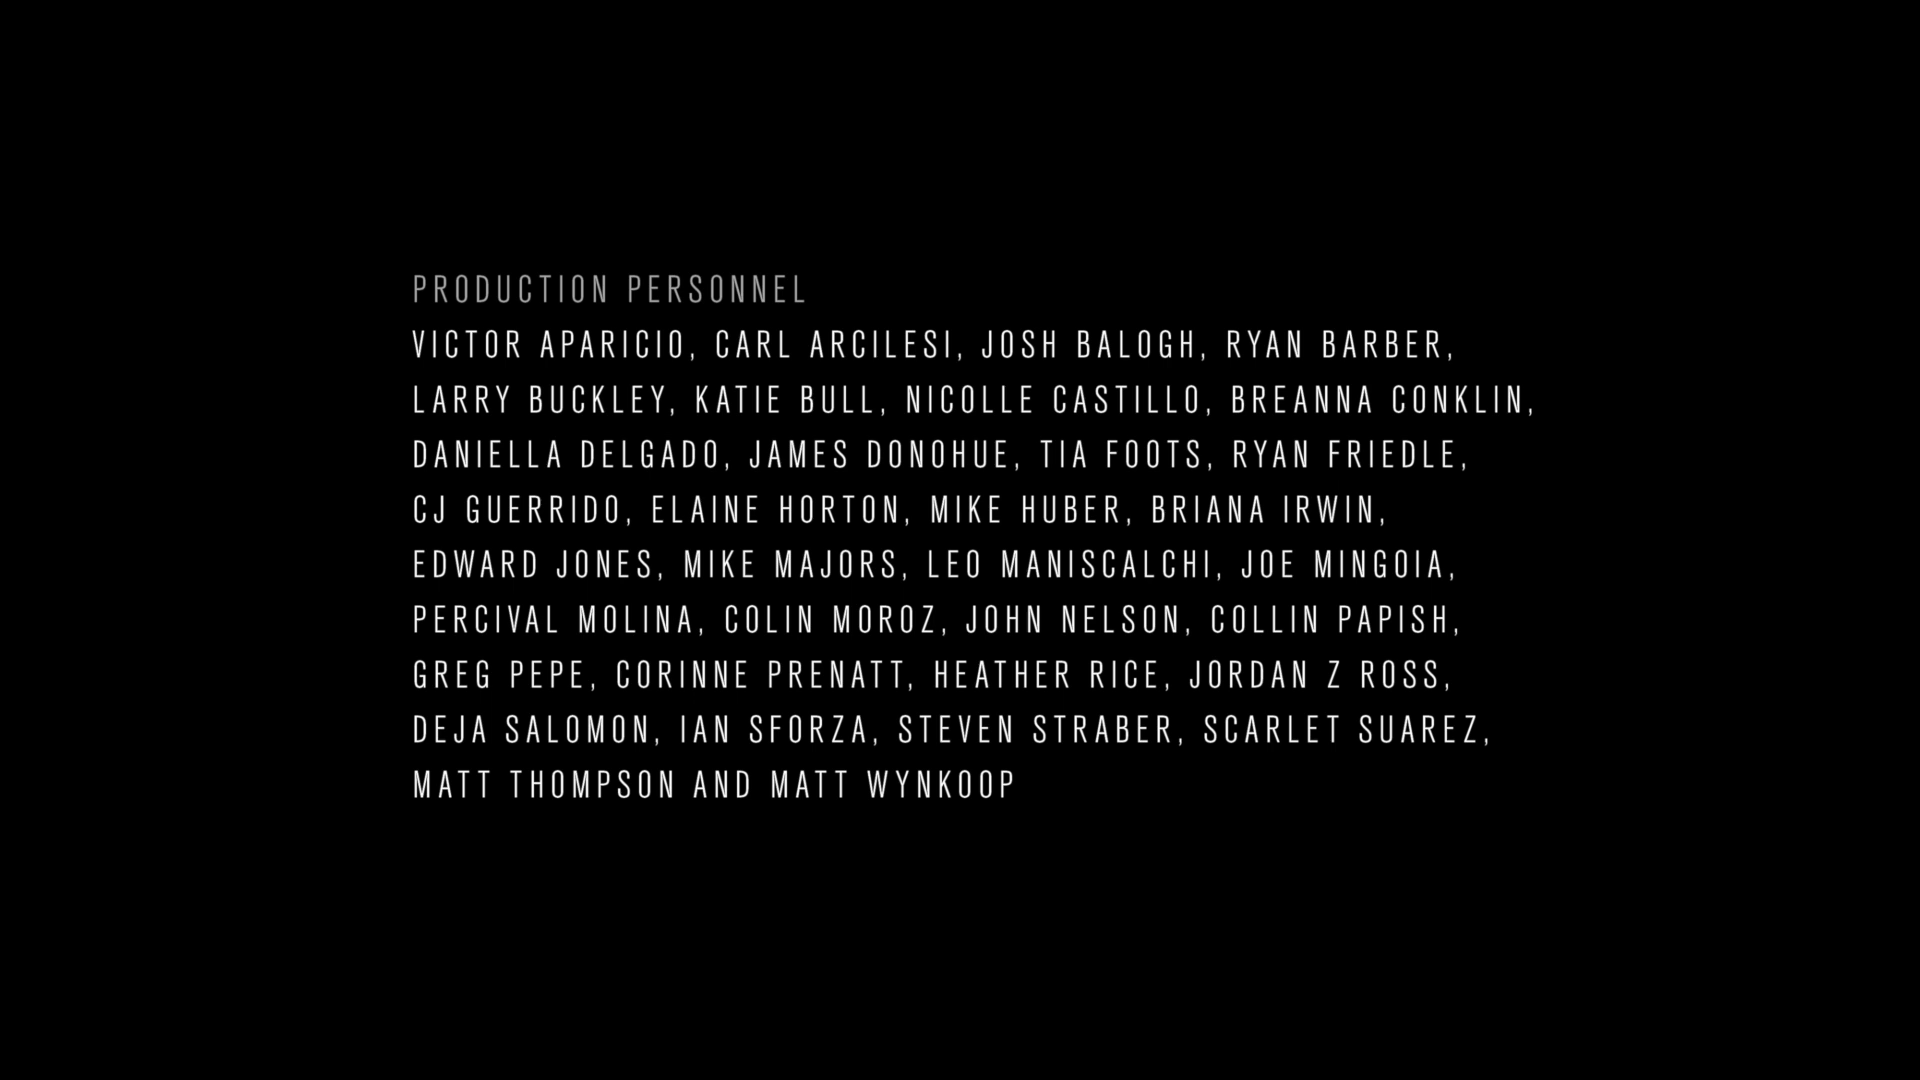 PRODUCTION PERSONNEL
VICTOR APARICIO, CARL ARCILESI, JOSH BALOGH, RYAN BARBER,
LARRY BUCKLEY, KATIE BULL, NICOLLE CASTILLO, BREANNA CONKLIN,
DANIELLA DELGADO, JAMES DONOHUE, TIA FOOTS, RYAN FRIEDLE,
CJ GUERRIDO, ELAINE HORTON, MIKE HUBER, BRIANA IRWIN,
EDWARD JONES, MIKE MAJORS, LEO MANISCALCHI, JOE MINGOIA,
PERCIVAL MOLINA, COLIN MOROZ, JOHN NELSON, COLLIN PAPISH,
GREG PEPE, CORINNE PRENATT, HEATHER RICE, JORDAN Z ROSS,
DEJA SALOMON, IAN SFORZA, STEVEN STRABER, SCARLET SUAREZ,
MATT THOMPSON AND MATT WYNKOOP